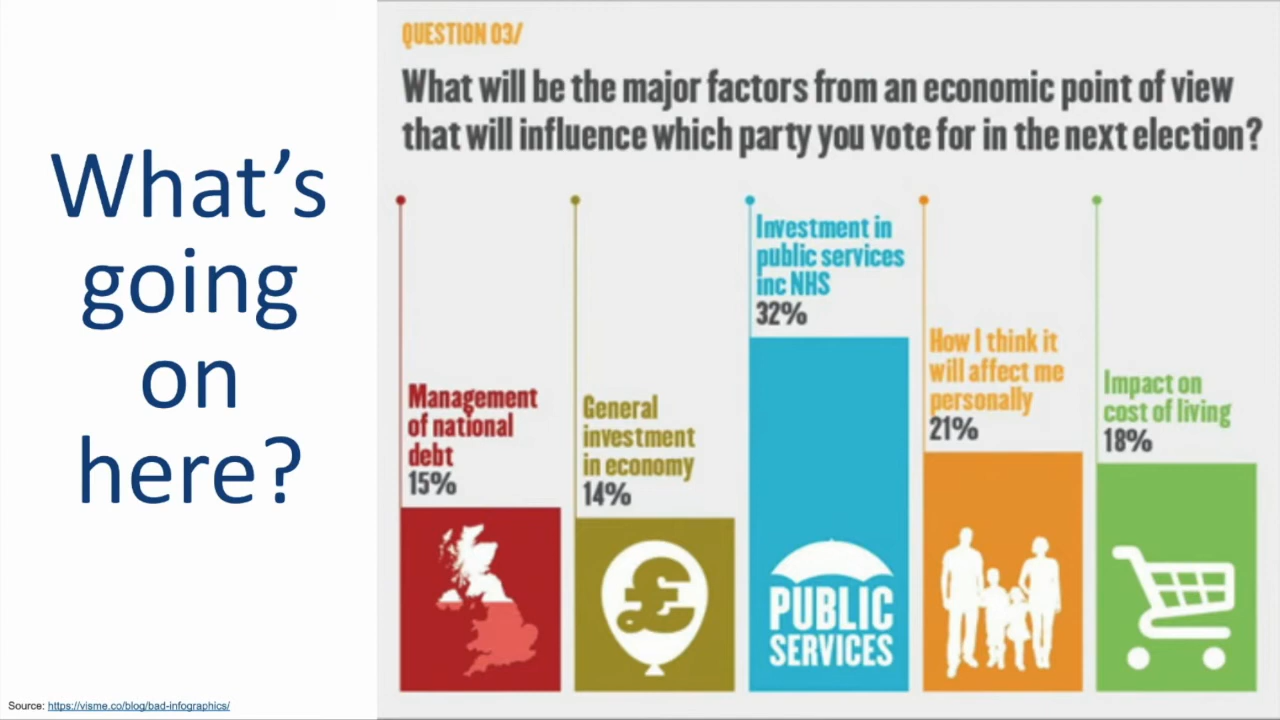 What's
going
on
here?
Source: https://visme.co/blog/bad-infographics/
QUESTION 03/
What will be the major factors from an economic point of view
that will influence which party you vote for in the next election?
Management
of national
debt
15%
General
investment
in economy
14%
£
Investment in
public services
inc NHS
32%
PUBLIC
SERVICES
How I think it
will affect me
personally
21%
Impact on
cost of living
18%